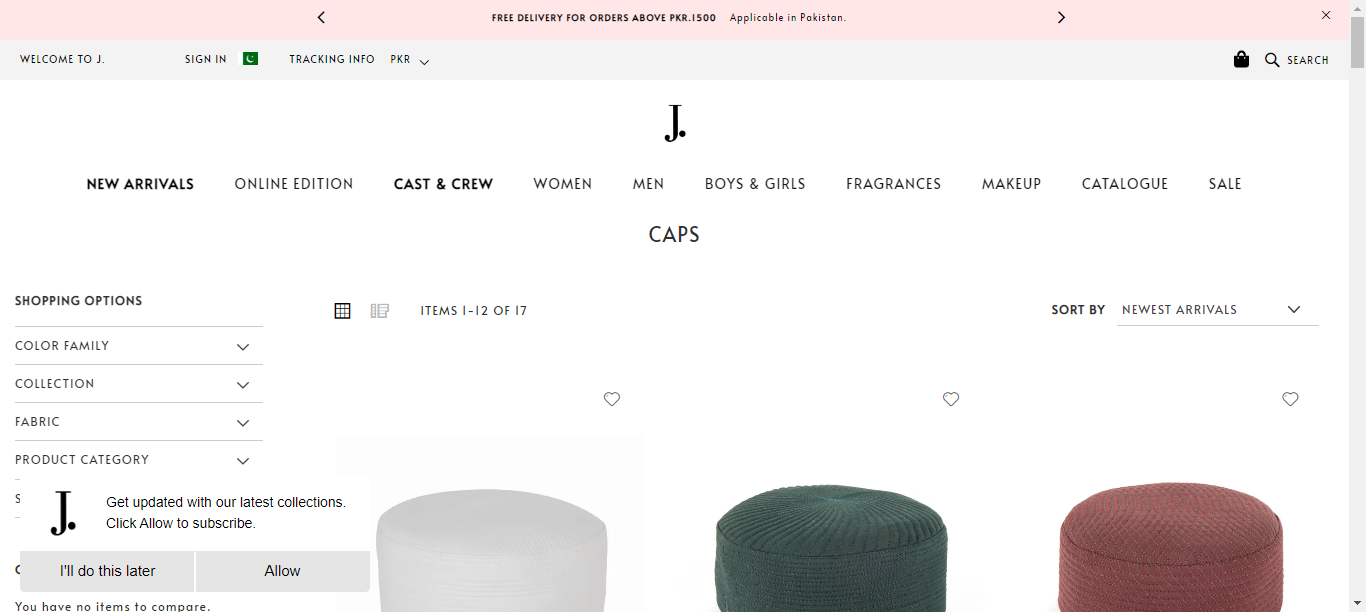 FREE DELIVERY FOR ORDERS ABOVE PKR.1500 Applicable in Pakistan.
WELCOME TO J. SIGN IN TRACKING INFO PKR SEARCH
J.
NEW ARRIVALS ONLINE EDITION CAST & CREW WOMEN MEN BOYS & GIRLS FRAGRANCES MAKEUP CATALOGUE SALE
CAPS
SHOPPING OPTIONS
ITEMS 1-12 OF 17
SORT BY NEWEST ARRIVALS
COLOR FAMILY
COLLECTION
FABRIC
PRODUCT CATEGORY
J.
Get updated with our latest collections.
Click Allow to subscribe.
I'll do this later Allow
You have no items to compare.